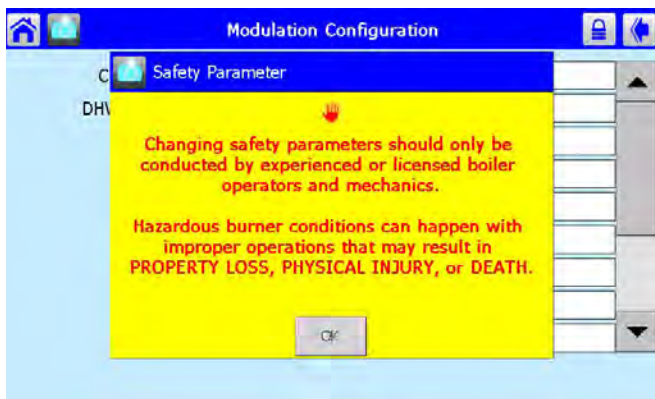 Modulation Configuration
Safety Parameter
C
DHW
Changing safety parameters should only be
conducted by experienced or licensed boiler
operators and mechanics.
Hazardous burner conditions can happen with
improper operations that may result in
PROPERTY LOSS, PHYSICAL INJURY, or DEATH.
OK